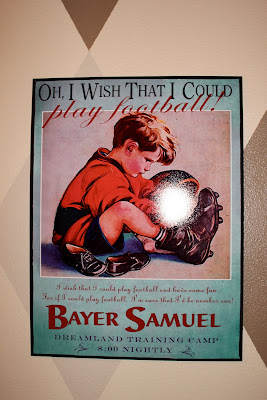 OH, I WISH THAT I COULD
play football!
I wish that I could play football and have some fun
For if I could play football, I'm sure that I'd be number one!
BAYER SAMUEL
DREAMLAND TRAINING CAMP
8:00 NIGHTLY